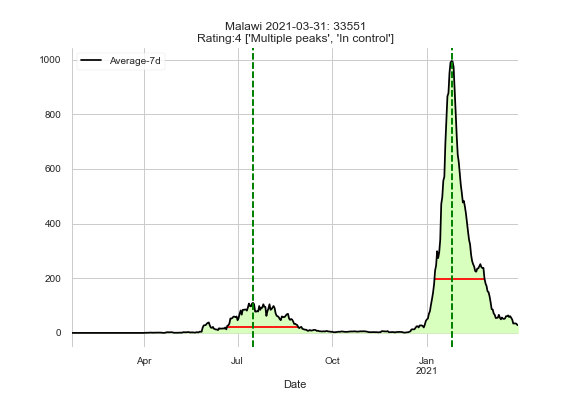 Malawi 2021-03-31: 33551
Rating:4 ['Multiple peaks', 'In control']
Average-7d
1000
800
600
400
200
0
Apr
Jul
Oct
Jan
2021
Date